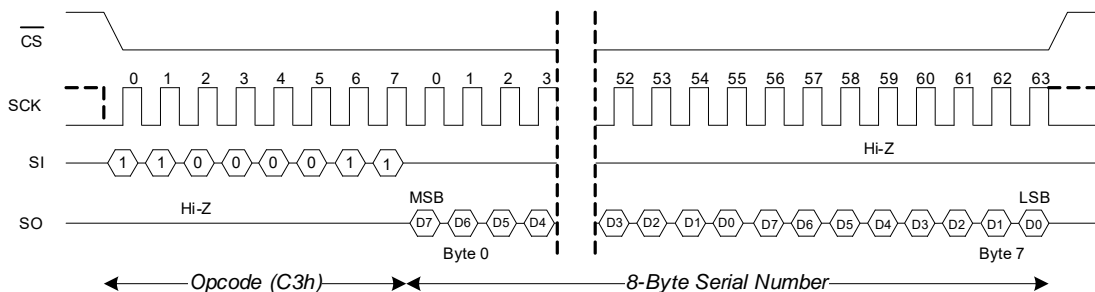 CS
0 1 2 3 4 5 6 7 0 1 2 3 52 53 54 55 56 57 58 59 60 61 62 63
SCK
Hi-Z
SI 1 1 0 0 0 0 1 1
MSB LSB
Hi-Z
SO D7 D6 D5 D4 D3 D2 D1 D0 D7 D6 D5 D4 D3 D2 D1 D0
Byte 0 Byte 7
Opcode (C3h) 8-Byte Serial Number